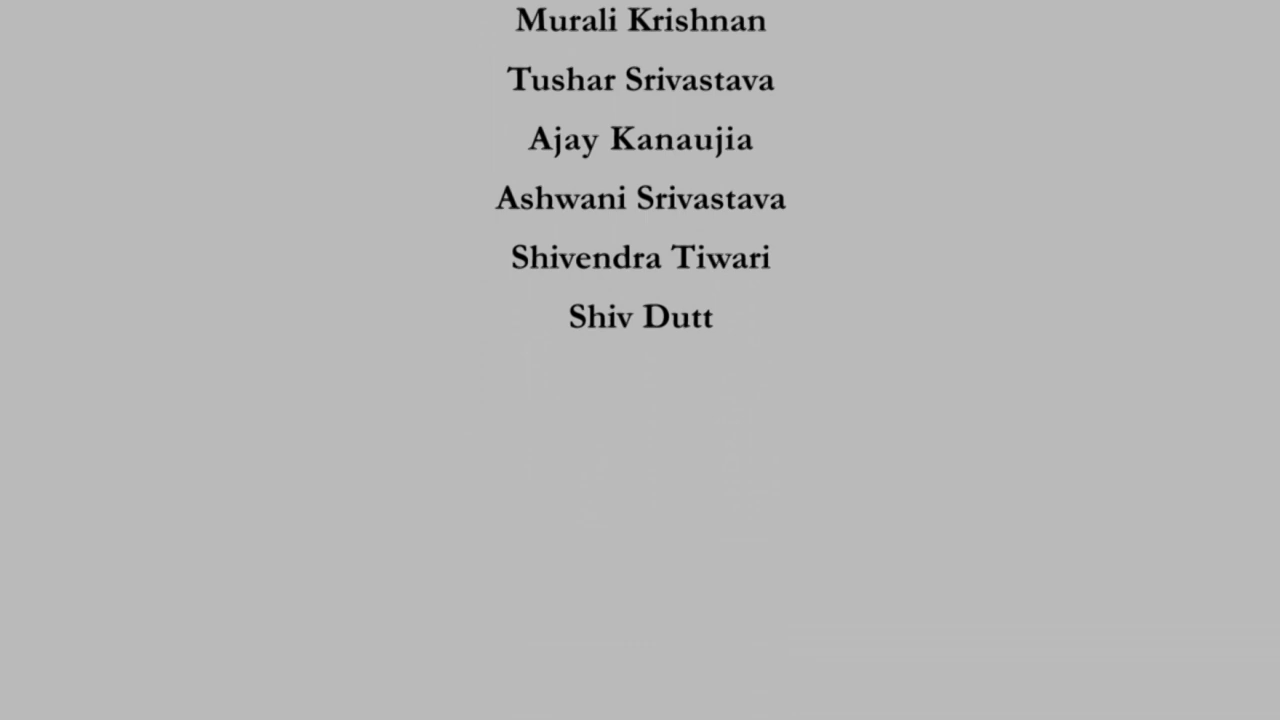 Murali Krishnan
Tushar Srivastava
Ajay Kanaujia
Ashwani Srivastava
Shivendra Tiwari
Shiv Dutt